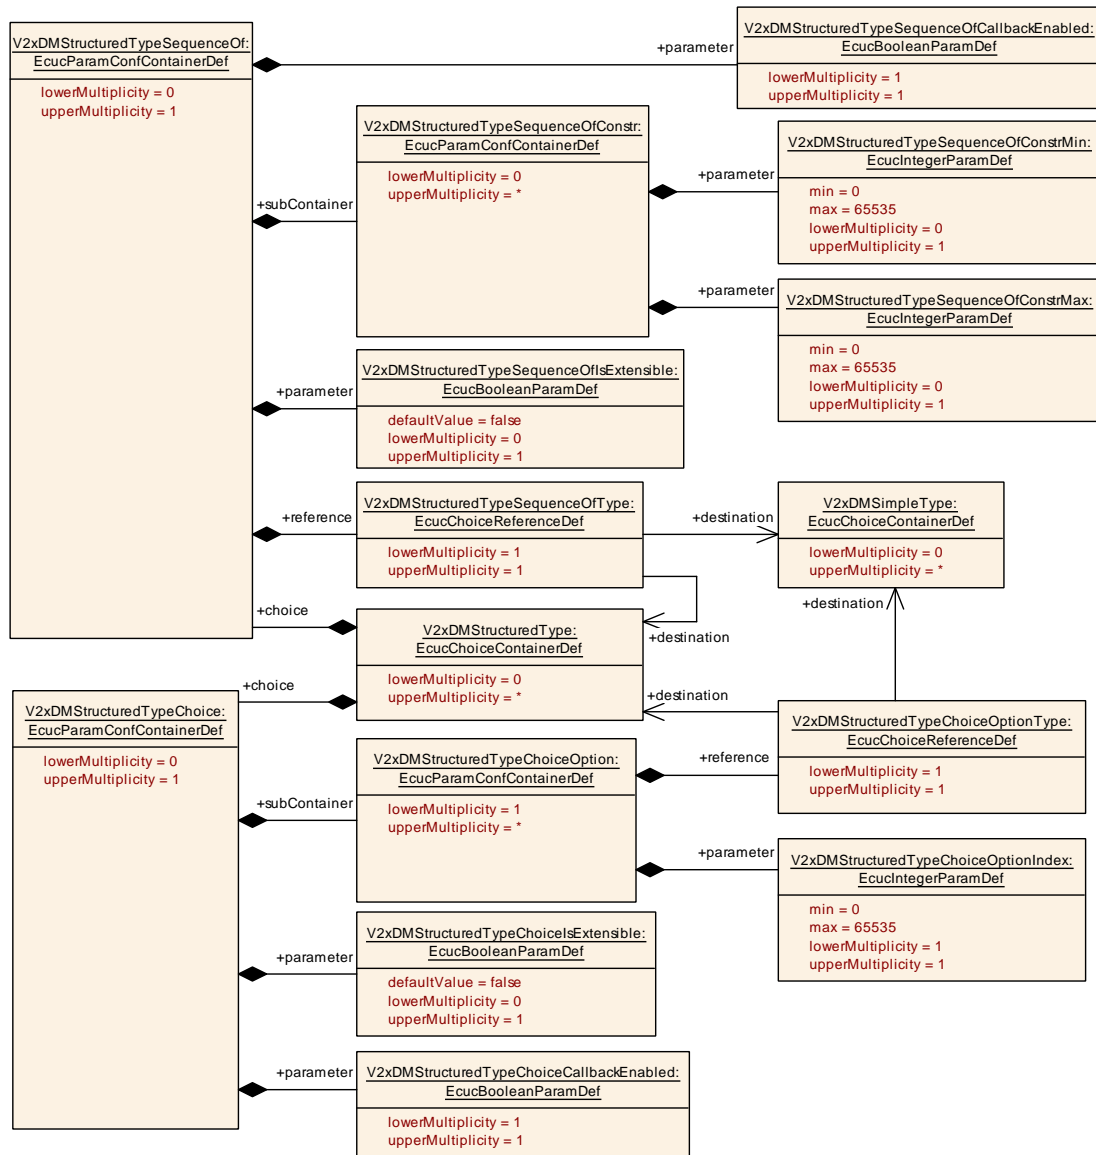 V2xDMStructuredTypeSequenceOf:
EcucParamConfContainerDef
lowerMultiplicity = 0
upperMultiplicity = 1
+parameter
V2xDMStructuredTypeSequenceOfCallbackEnabled:
EcucBooleanParamDef
lowerMultiplicity = 1
upperMultiplicity = 1
+subContainer
V2xDMStructuredTypeSequenceOfConstr:
EcucParamConfContainerDef
lowerMultiplicity = 0
upperMultiplicity = *
+parameter
V2xDMStructuredTypeSequenceOfConstrMin:
EcucIntegerParamDef
min = 0
max = 65535
lowerMultiplicity = 0
upperMultiplicity = 1
+parameter
V2xDMStructuredTypeSequenceOfConstrMax:
EcucIntegerParamDef
min = 0
max = 65535
lowerMultiplicity = 0
upperMultiplicity = 1
+parameter
V2xDMStructuredTypeSequenceOfIsExtensible:
EcucBooleanParamDef
defaultValue = false
lowerMultiplicity = 0
upperMultiplicity = 1
+reference
V2xDMStructuredTypeSequenceOfType:
EcucChoiceReferenceDef
lowerMultiplicity = 1
upperMultiplicity = 1
+destination
V2xDMSimpleType:
EcucChoiceContainerDef
lowerMultiplicity = 0
upperMultiplicity = *
+destination
+destination
+choice
V2xDMStructuredType:
EcucChoiceContainerDef
lowerMultiplicity = 0
upperMultiplicity = *
+choice
+destination
V2xDMStructuredTypeChoice:
EcucParamConfContainerDef
lowerMultiplicity = 0
upperMultiplicity = 1
V2xDMStructuredTypeChoiceOptionType:
EcucChoiceReferenceDef
lowerMultiplicity = 1
upperMultiplicity = 1
+subContainer
V2xDMStructuredTypeChoiceOption:
EcucParamConfContainerDef
lowerMultiplicity = 1
upperMultiplicity = *
+reference
+parameter
V2xDMStructuredTypeChoiceOptionIndex:
EcucIntegerParamDef
min = 0
max = 65535
lowerMultiplicity = 1
upperMultiplicity = 1
+parameter
V2xDMStructuredTypeChoiceIsExtensible:
EcucBooleanParamDef
defaultValue = false
lowerMultiplicity = 0
upperMultiplicity = 1
+parameter
V2xDMStructuredTypeChoiceCallbackEnabled:
EcucBooleanParamDef
lowerMultiplicity = 1
upperMultiplicity = 1